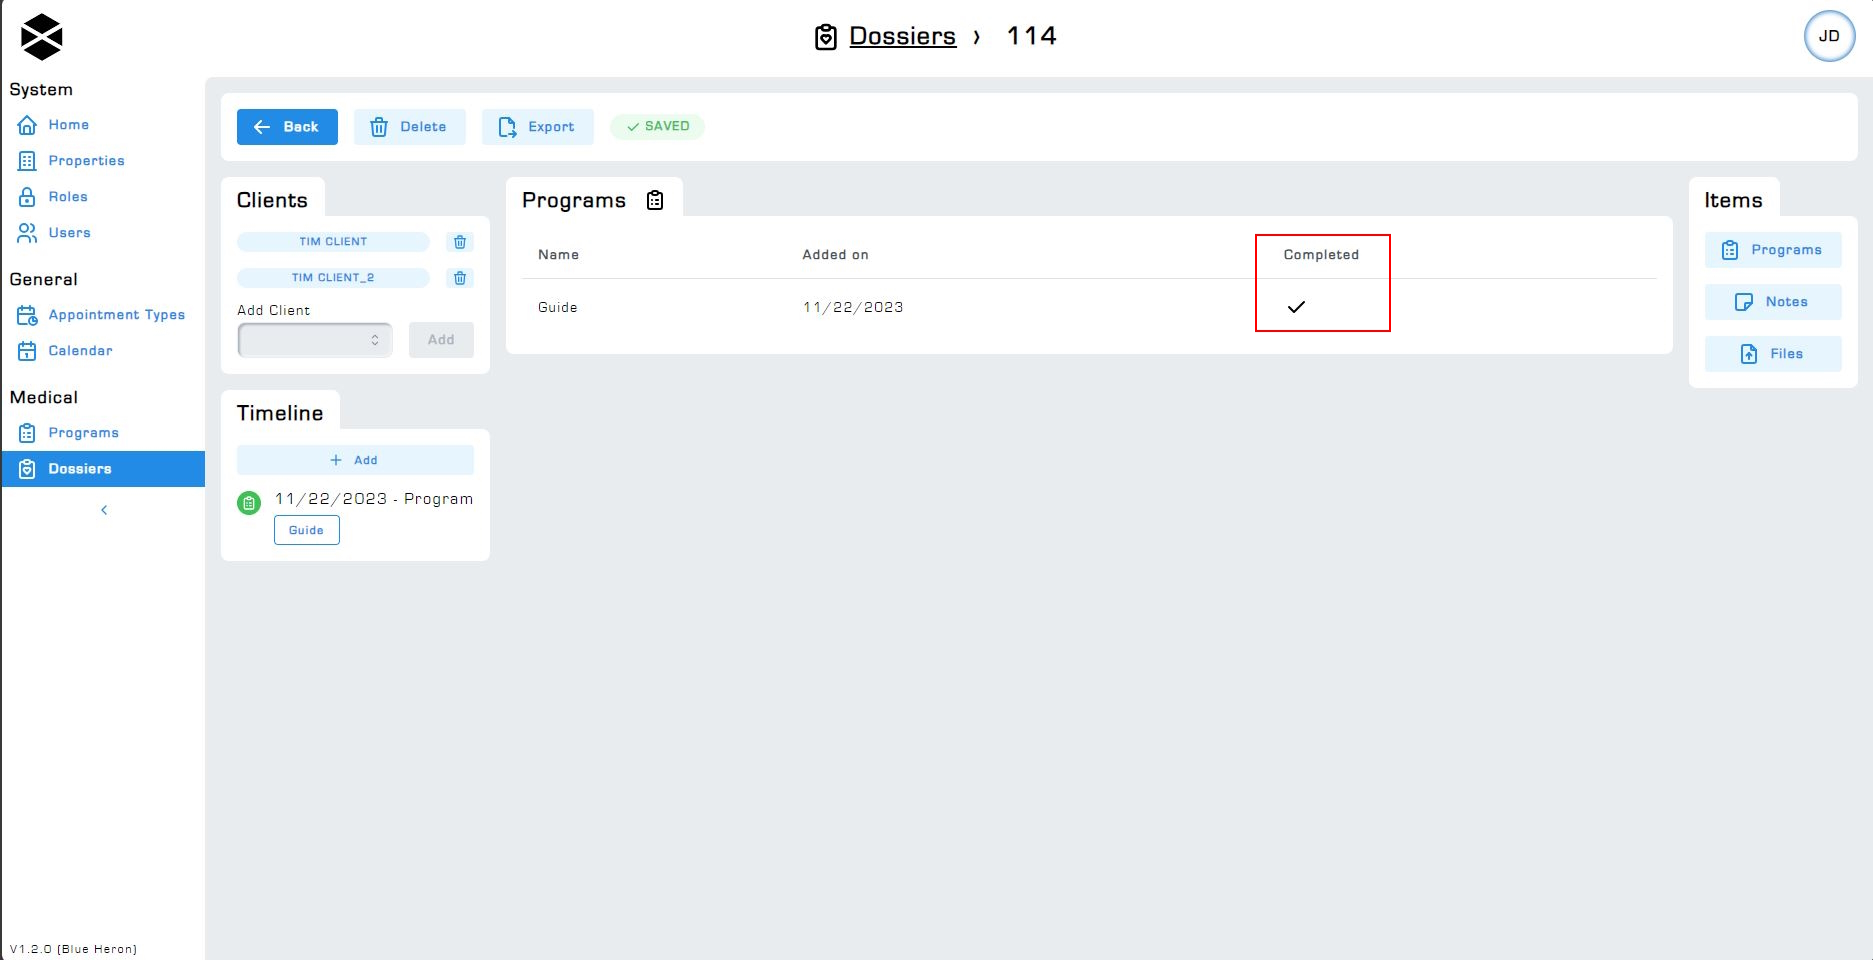 Dossiers › 114
JD
System
Home
Properties
Roles
Users
General
Appointment Types
Calendar
Medical
Programs
Dossiers
V1.2.0 (Blue Heron)
Back
Delete
Export
SAVED
Clients
TIM CLIENT
TIM CLIENT_2
Add Client
Add
Timeline
Add
11/22/2023 - Program
Guide
Programs
Name Added on Completed
Guide 11/22/2023
Items
Programs
Notes
Files